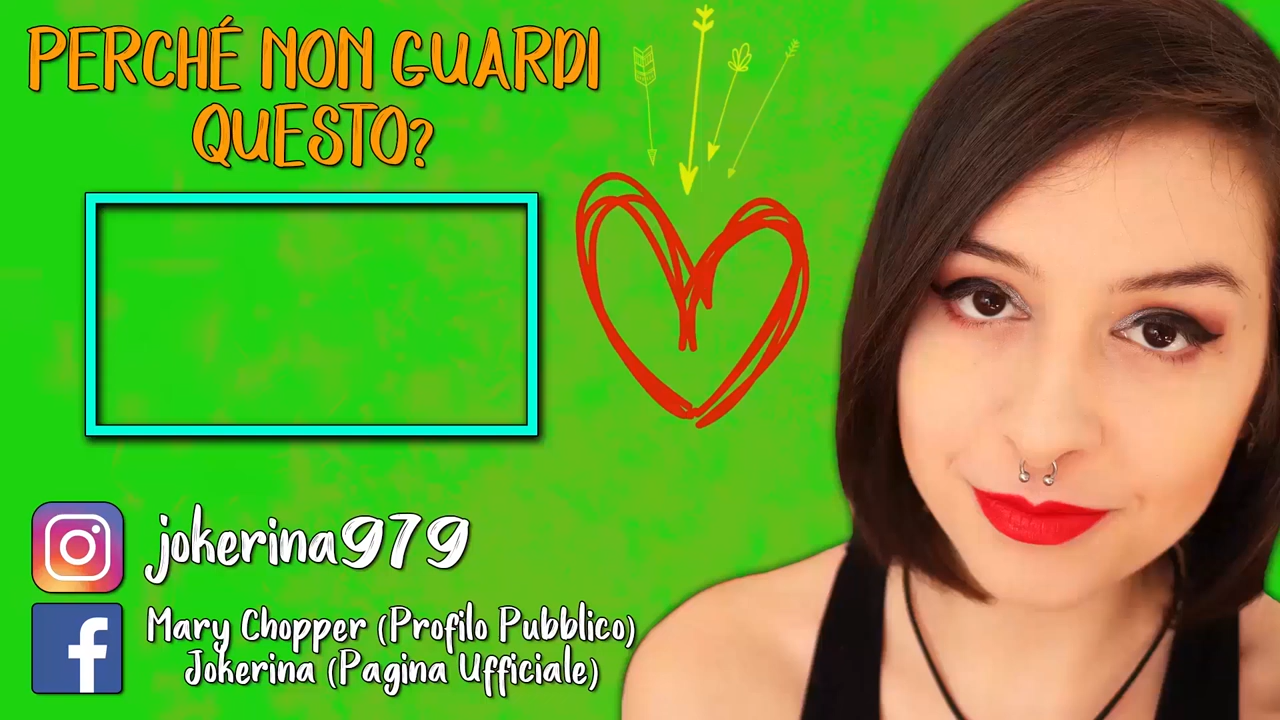 PERCHÉ NON GUARDI
QUESTO?
jokerina979
Mary Chopper (Profilo Pubblico)
Jokerina (Pagina Ufficiale)